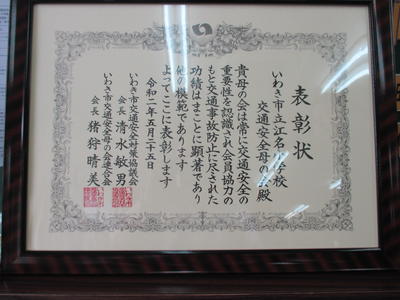 表彰状
いわき市立江名小学校
交通安全母の会殿
貴母の会は常に交通安全の
重要性を認識され会員協力の
もと交通事故防止に尽された
功績はまことに顕著であり
他の模範であります
よってここに表彰します
令和二年五月二十五日
いわき市交通安全対策協議会
会長 清水敏男
いわき市交通安全母の会連合会
会長 猪狩晴美